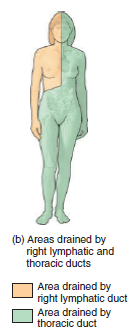 (b) Areas drained by
right lymphatic and
thoracic ducts
Area drained by
right lymphatic duct
Area drained by
thoracic duct